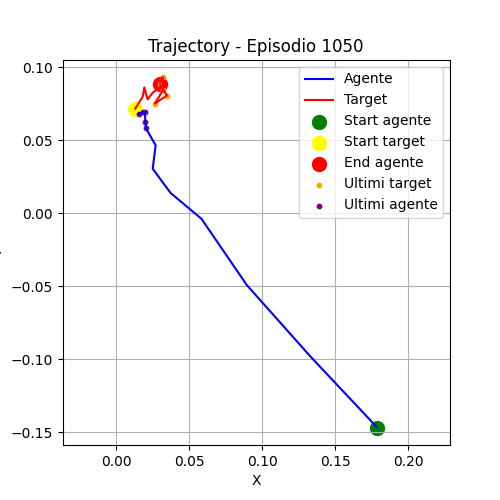 Trajectory - Episodio 1050
0.10
0.05
0.00
−0.05
−0.10
−0.15
0.00
0.05
0.10
0.15
0.20
X
Agente
Target
Start agente
Start target
End agente
Ultimi target
Ultimi agente